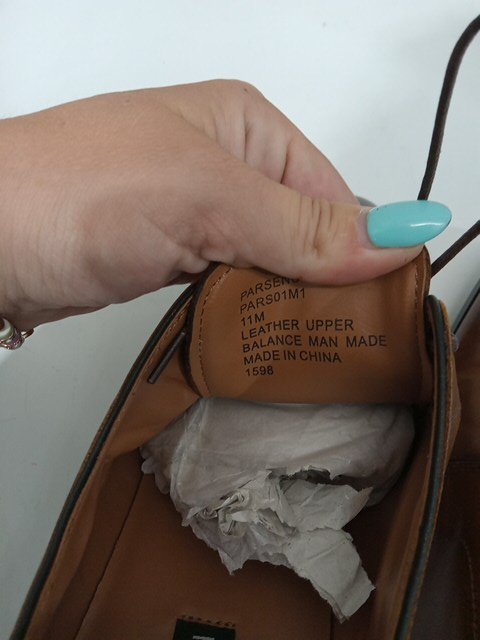 PARS01M1
11M
LEATHER UPPER
BALANCE MAN MADE
MADE IN CHINA
1598